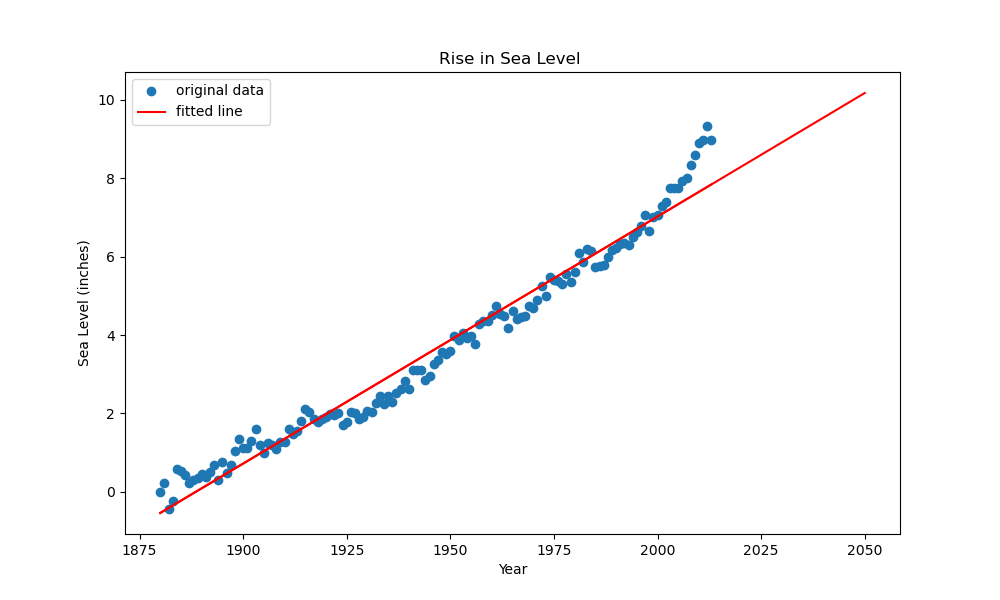 Rise in Sea Level
original data
fitted line
Sea Level (inches)
10
8
6
4
2
0
1875 1900 1925 1950 1975 2000 2025 2050
Year